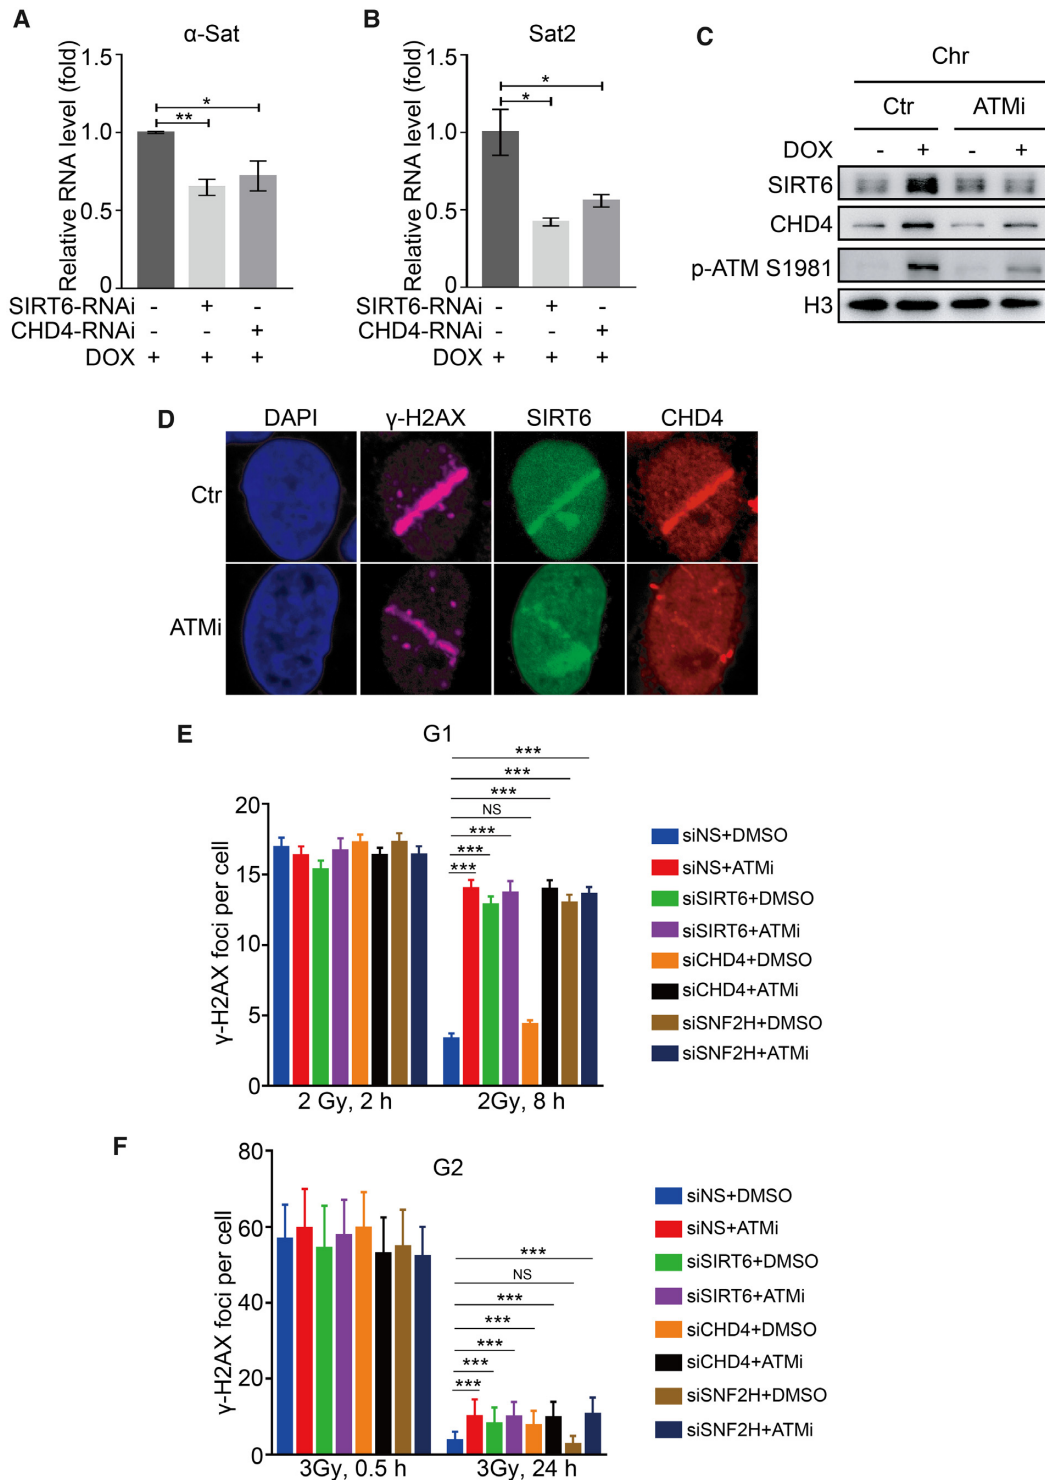 A
α-Sat
Relative RNA level (fold)
1.5
1.0
0.5
0
*
**
SIRT6-RNAi - + -
CHD4-RNAi - - +
DOX + + +
B
Sat2
Relative RNA level (fold)
1.5
1.0
0.5
0
*
*
SIRT6-RNAi - + -
CHD4-RNAi - - +
DOX + + +
C
Chr
Ctr ATMi
DOX - + - +
SIRT6
CHD4
p-ATM S1981
H3
D
DAPI γ-H2AX SIRT6 CHD4
Ctr
ATMi
E
G1
γ-H2AX foci per cell
20
15
10
5
0
***
***
***
NS
***
***
***
2 Gy, 2 h 2Gy, 8 h
siNS+DMSO
siNS+ATMi
siSIRT6+DMSO
siSIRT6+ATMi
siCHD4+DMSO
siCHD4+ATMi
siSNF2H+DMSO
siSNF2H+ATMi
F
G2
γ-H2AX foci per cell
80
60
40
20
0
***
NS
***
***
***
***
***
3Gy, 0.5 h 3Gy, 24 h
siNS+DMSO
siNS+ATMi
siSIRT6+DMSO
siSIRT6+ATMi
siCHD4+DMSO
siCHD4+ATMi
siSNF2H+DMSO
siSNF2H+ATMi